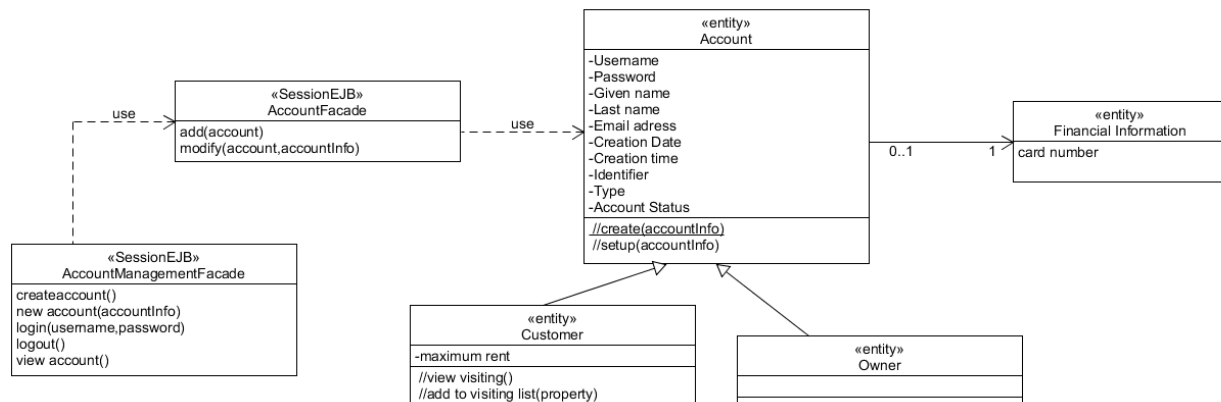 «entity»
Account
-Username
-Password
-Given name
-Last name
-Email adress
-Creation Date
-Creation time
-Identifier
-Type
-Account Status
//create(accountInfo)
//setup(accountInfo)
«SessionEJB»
AccountFacade
add(account)
modify(account,accountInfo)
use
use
«entity»
Financial Information
card number
0..1
1
«SessionEJB»
AccountManagementFacade
createaccount()
new account(accountInfo)
login(username,password)
logout()
view account()
«entity»
Customer
-maximum rent
//view visiting()
//add to visiting list(property)
«entity»
Owner